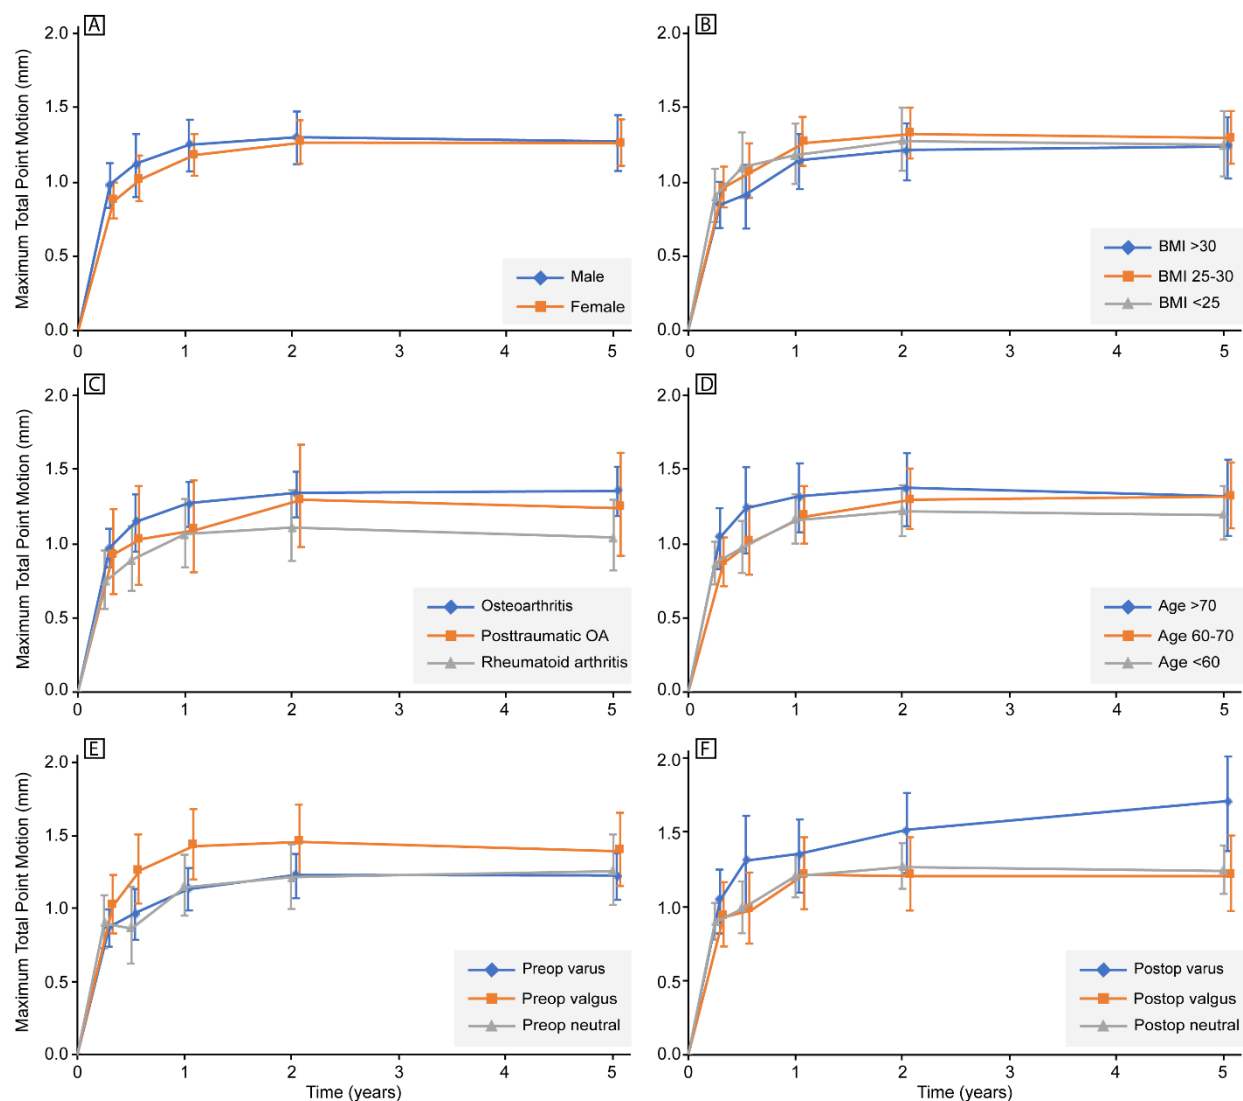 A
Maximum Total Point Motion (mm)
2.0
1.5
1.0
0.5
0.0
0
1
2
3
4
5
Male
Female
B
2.0
1.5
1.0
0.5
0.0
0
1
2
3
4
5
BMI >30
BMI 25-30
BMI <25
C
Maximum Total Point Motion (mm)
2.0
1.5
1.0
0.5
0.0
0
1
2
3
4
5
Osteoarthritis
Posttraumatic OA
Rheumatoid arthritis
D
2.0
1.5
1.0
0.5
0.0
0
1
2
3
4
5
Age >70
Age 60-70
Age <60
E
Maximum Total Point Motion (mm)
2.0
1.5
1.0
0.5
0.0
0
1
2
3
4
5
Time (years)
Preop varus
Preop valgus
Preop neutral
F
2.0
1.5
1.0
0.5
0.0
0
1
2
3
4
5
Time (years)
Postop varus
Postop valgus
Postop neutral